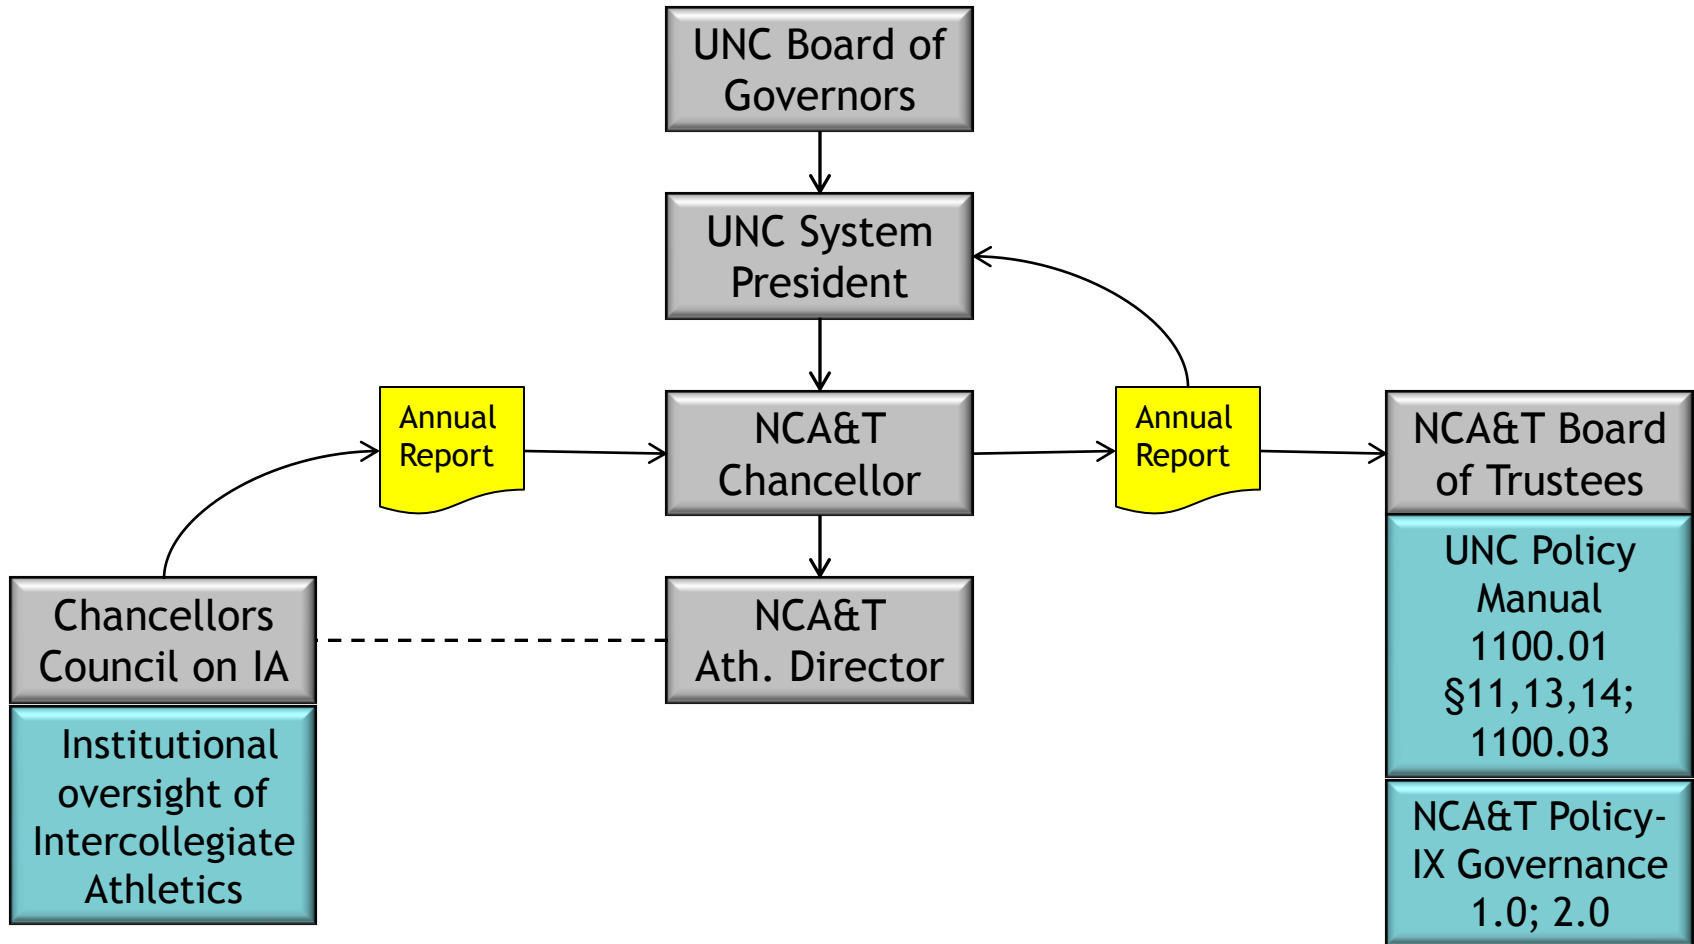 UNC Board of
Governors
UNC System
President
Annual
Report
NCA&T
Chancellor
Annual
Report
NCA&T Board
of Trustees
UNC Policy
Manual
1100.01
§11,13,14;
1100.03
NCA&T Policy-
IX Governance
1.0; 2.0
Chancellors
Council on IA
Institutional
oversight of
Intercollegiate
Athletics
NCA&T
Ath. Director